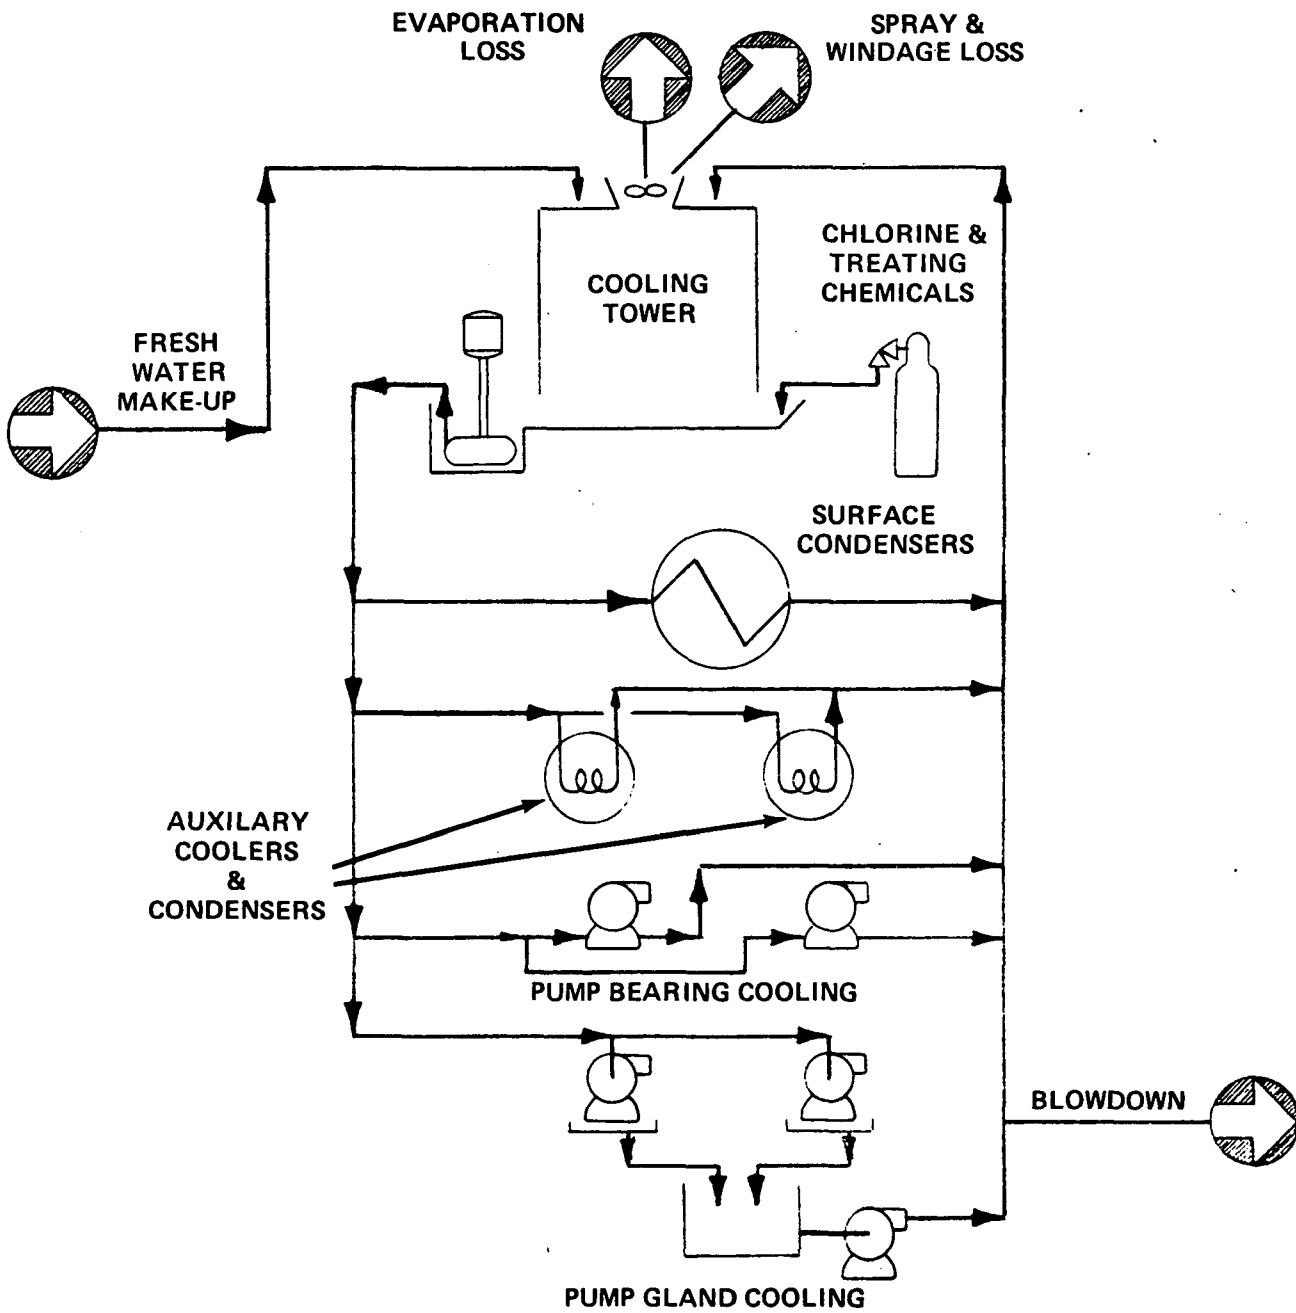 EVAPORATION
LOSS
SPRAY &
WINDAGE LOSS
CHLORINE &
TREATING
CHEMICALS
COOLING
TOWER
FRESH
WATER
MAKE-UP
SURFACE
CONDENSERS
AUXILARY
COOLERS
&
CONDENSERS
PUMP BEARING COOLING
BLOWDOWN
PUMP GLAND COOLING